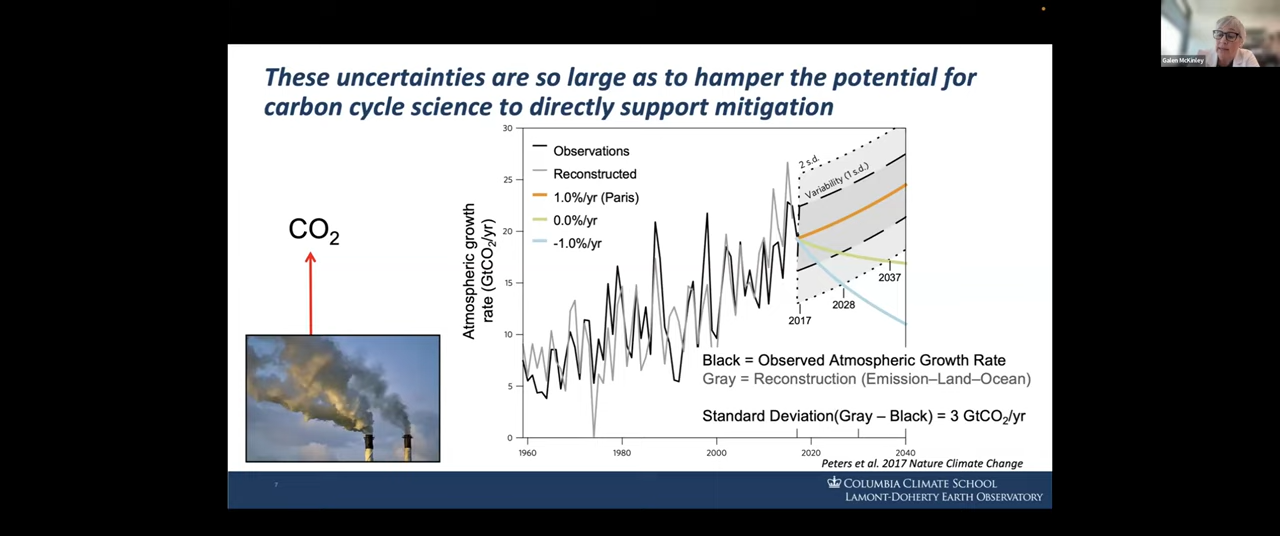 Galen McKinley
These uncertainties are so large as to hamper the potential for
carbon cycle science to directly support mitigation
CO2
Atmospheric growth
rate (GtCO2/yr)
30
25
20
15
10
5
0
Observations
Reconstructed
1.0%/yr (Paris)
0.0%/yr
-1.0%/yr
2 s.d.
Variability (1 s.d.)
2037
2028
2017
Black = Observed Atmospheric Growth Rate
Gray = Reconstruction (Emission–Land–Ocean)
Standard Deviation(Gray – Black) = 3 GtCO2/yr
1960
1980
2000
2020
2040
Peters et al. 2017 Nature Climate Change
7
COLUMBIA CLIMATE SCHOOL
LAMONT-DOHERTY EARTH OBSERVATORY